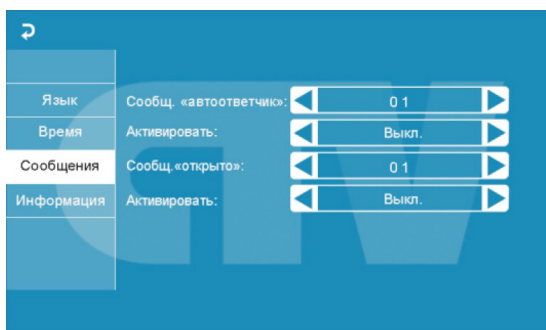 Язык
Сообщ. «автоответчик»: 0 1
Время
Активировать: Выкл.
Сообщения
Сообщ.«открыто»: 0 1
Информация
Активировать: Выкл.